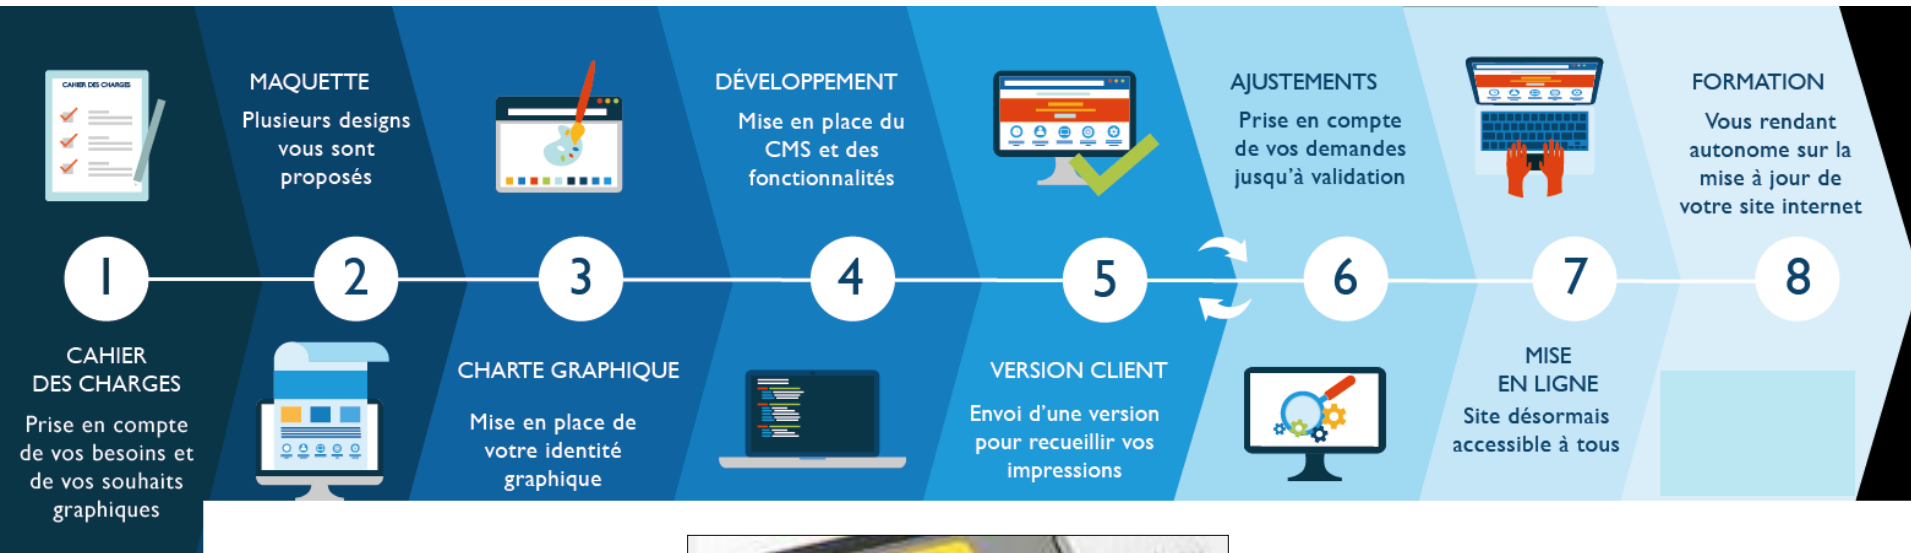 CAHIER DES CHARGES
1
CAHIER
DES CHARGES
Prise en compte
de vos besoins et
de vos souhaits
graphiques
MAQUETTE
Plusieurs designs
vous sont
proposés
2
3
CHARTE GRAPHIQUE
Mise en place de
votre identité
graphique
DÉVELOPPEMENT
Mise en place du
CMS et des
fonctionnalités
4
5
VERSION CLIENT
Envoi d'une version
pour recueillir vos
impressions
AJUSTEMENTS
Prise en compte
de vos demandes
jusqu'à validation
6
7
MISE
EN LIGNE
Site désormais
accessible à tous
FORMATION
Vous rendant
autonome sur la
mise à jour de
votre site internet
8